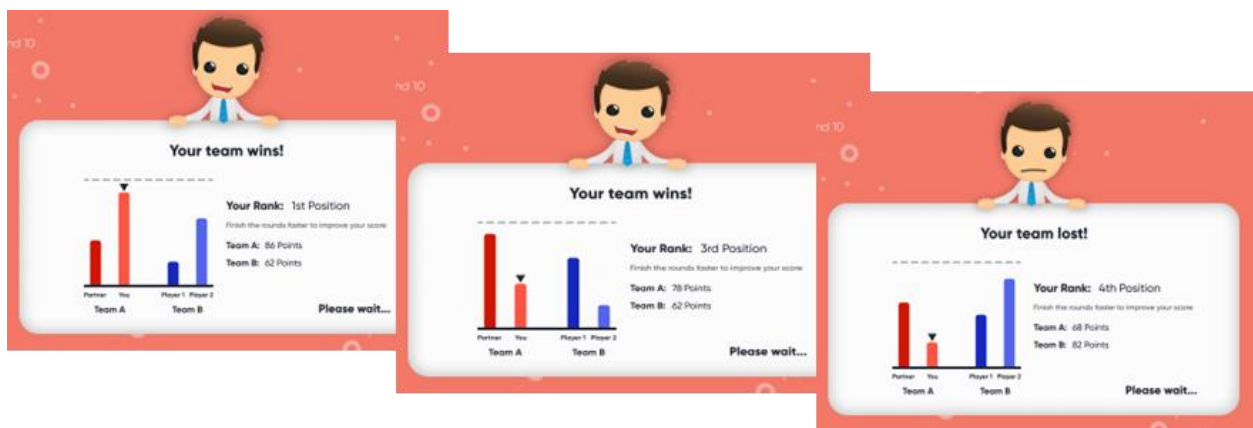 nd 10
Your team wins!
Your Rank: 1st Position
Finish the rounds faster to improve your score
Team A: 86 Points
Team B: 62 Points
Partner You Player 1 Player 2
Team A Team B
Please wait...
nd 10
Your team wins!
Your Rank: 3rd Position
Finish the rounds faster to improve your score
Team A: 78 Points
Team B: 62 Points
Partner You Player 1 Player 2
Team A Team B
Please wait...
nd 10
Your team lost!
Your Rank: 4th Position
Finish the rounds faster to improve your score
Team A: 68 Points
Team B: 82 Points
Partner You Player 1 Player 2
Team A Team B
Please wait...